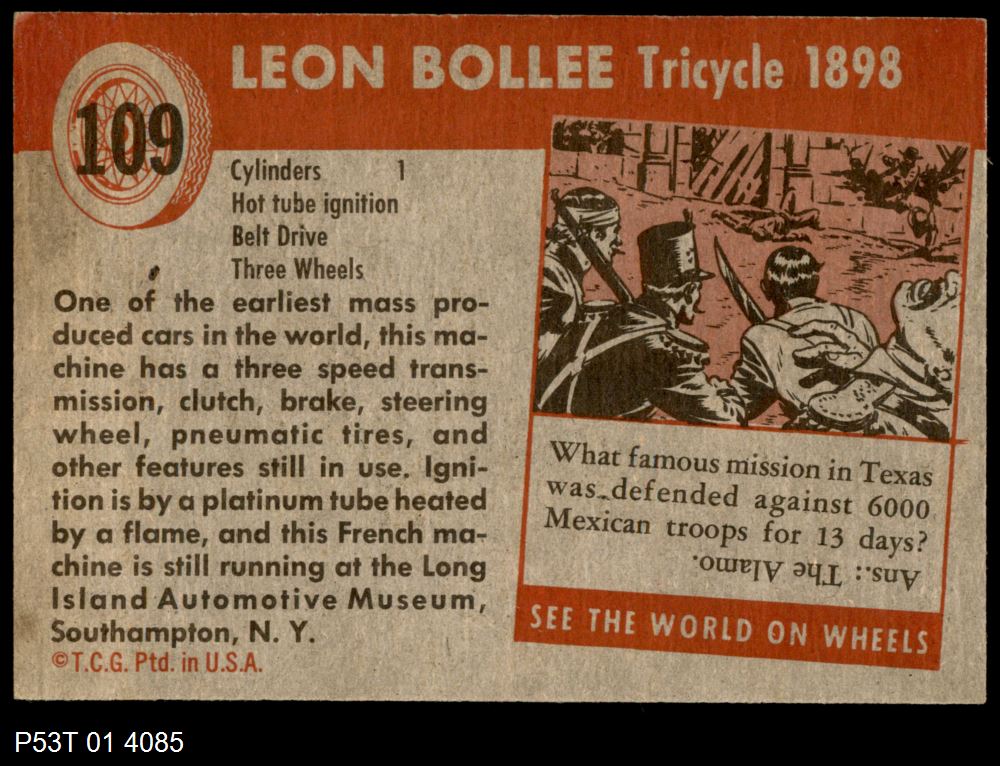 LEON BOLLEE Tricycle 1898
109
Cylinders 1
Hot tube ignition
Belt Drive
Three Wheels
One of the earliest mass pro-
duced cars in the world, this ma-
chine has a three speed trans-
mission, clutch, brake, steering
wheel, pneumatic tires, and
other features still in use. Igni-
tion is by a platinum tube heated
by a flame, and this French ma-
chine is still running at the Long
Island Automotive Museum,
Southampton, N. Y.
©T.C.G. Ptd. in U.S.A.
What famous mission in Texas
was defended against 6000
Mexican troops for 13 days?
Ans.: The Alamo.
SEE THE WORLD ON WHEELS
P53T 01 4085